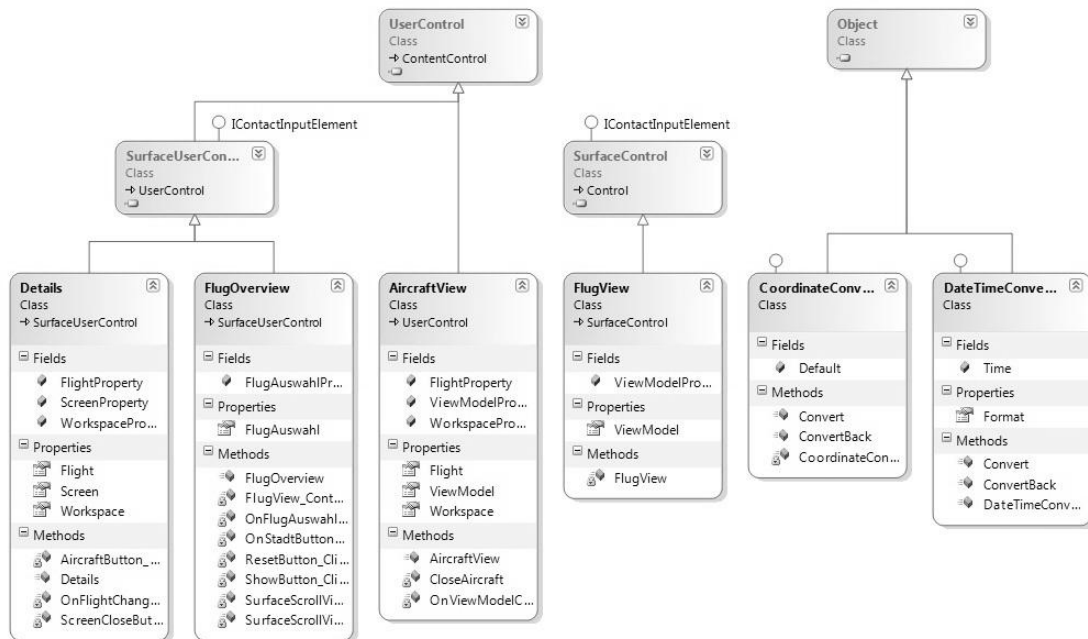 UserControl
Class
ContentControl
Object
Class
IContactInputElement
SurfaceUserCon...
Class
UserControl
IContactInputElement
SurfaceControl
Class
Control
Details
Class
SurfaceUserControl
Fields
FlightProperty
ScreenProperty
WorkspacePro...
Properties
Flight
Screen
Workspace
Methods
AircraftButton_...
Details
OnFlightChang...
ScreenCloseBut...
FlugOverview
Class
SurfaceUserControl
Fields
FlugAuswahlPr...
Properties
FlugAuswahl
Methods
FlugOverview
FlugView_Cont...
OnFlugAuswahl...
OnStadtButton...
ResetButton_Cli...
ShowButton_Cli...
SurfaceScrollVi...
SurfaceScrollVi...
AircraftView
Class
UserControl
Fields
FlightProperty
ViewModelPro...
WorkspacePro...
Properties
Flight
ViewModel
Workspace
Methods
AircraftView
CloseAircraft
OnViewModelC...
FlugView
Class
SurfaceControl
Fields
ViewModelPro...
Properties
ViewModel
Methods
FlugView
CoordinateConv...
Class
Fields
Default
Methods
Convert
ConvertBack
CoordinateCon...
DateTimeConve...
Class
Fields
Time
Properties
Format
Methods
Convert
ConvertBack
DateTimeConv...